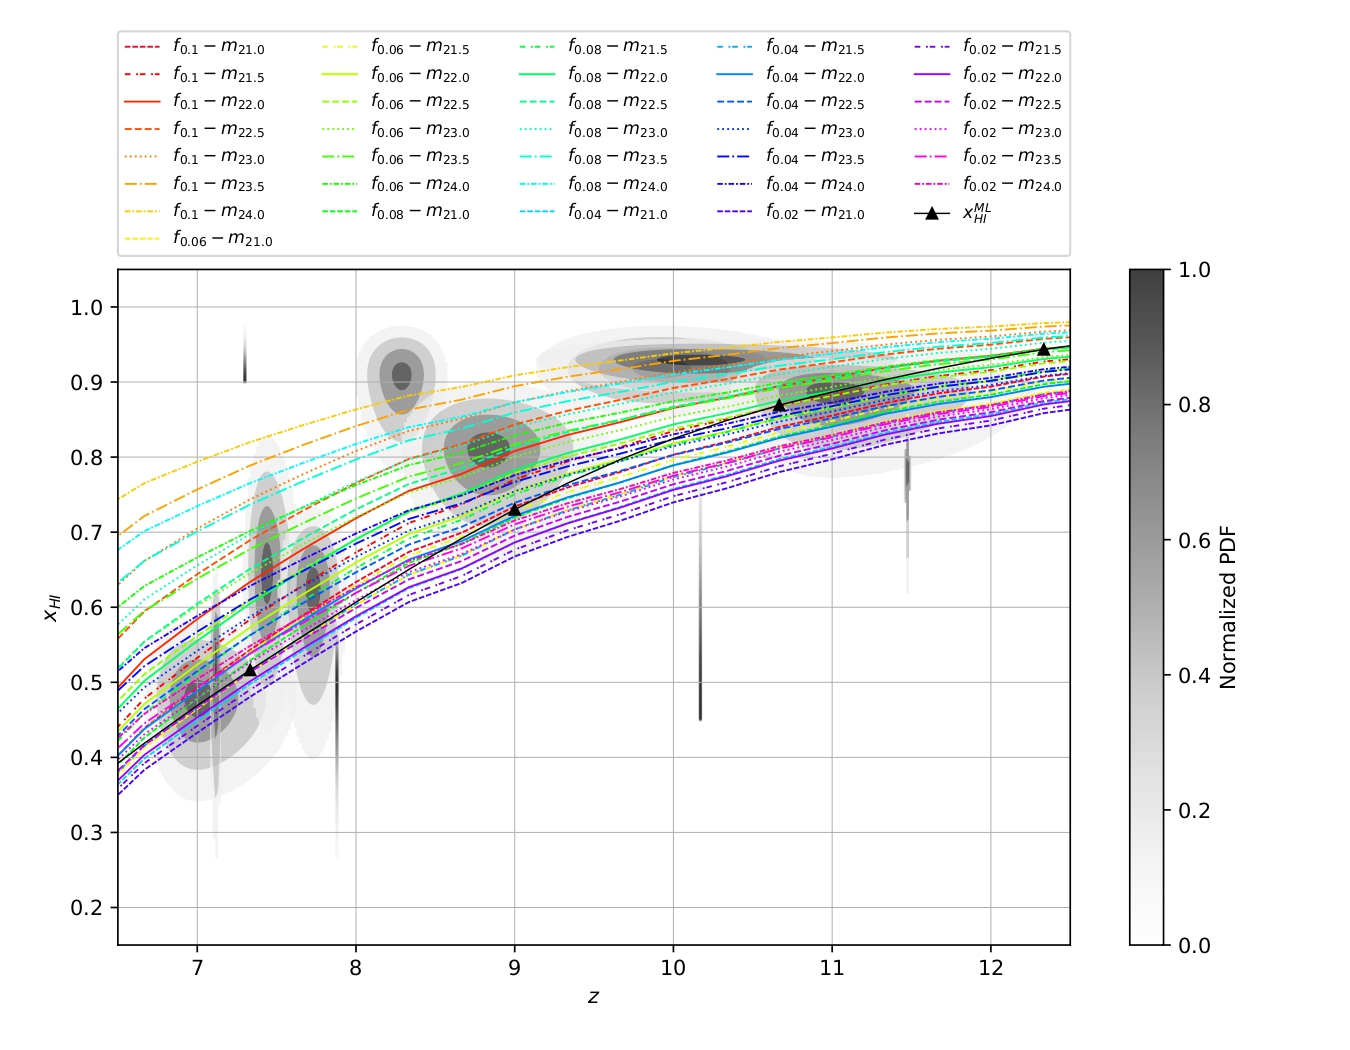 f0.1 − m21.0 f0.06 − m21.5 f0.08 − m21.5 f0.04 − m21.5 f0.02 − m21.5
f0.1 − m21.5 f0.06 − m22.0 f0.08 − m22.0 f0.04 − m22.0 f0.02 − m22.0
f0.1 − m22.0 f0.06 − m22.5 f0.08 − m22.5 f0.04 − m22.5 f0.02 − m22.5
f0.1 − m22.5 f0.06 − m23.0 f0.08 − m23.0 f0.04 − m23.0 f0.02 − m23.0
f0.1 − m23.0 f0.06 − m23.5 f0.08 − m23.5 f0.04 − m23.5 f0.02 − m23.5
f0.1 − m23.5 f0.06 − m24.0 f0.08 − m24.0 f0.04 − m24.0 f0.02 − m24.0
f0.1 − m24.0 f0.08 − m21.0 f0.04 − m21.0 f0.02 − m21.0 xHI^ML
f0.06 − m21.0
1.0
0.9
0.8
0.7
0.6
0.5
0.4
0.3
0.2
xHI
7 8 9 10 11 12
z
1.0
0.8
0.6
0.4
0.2
0.0
Normalized PDF